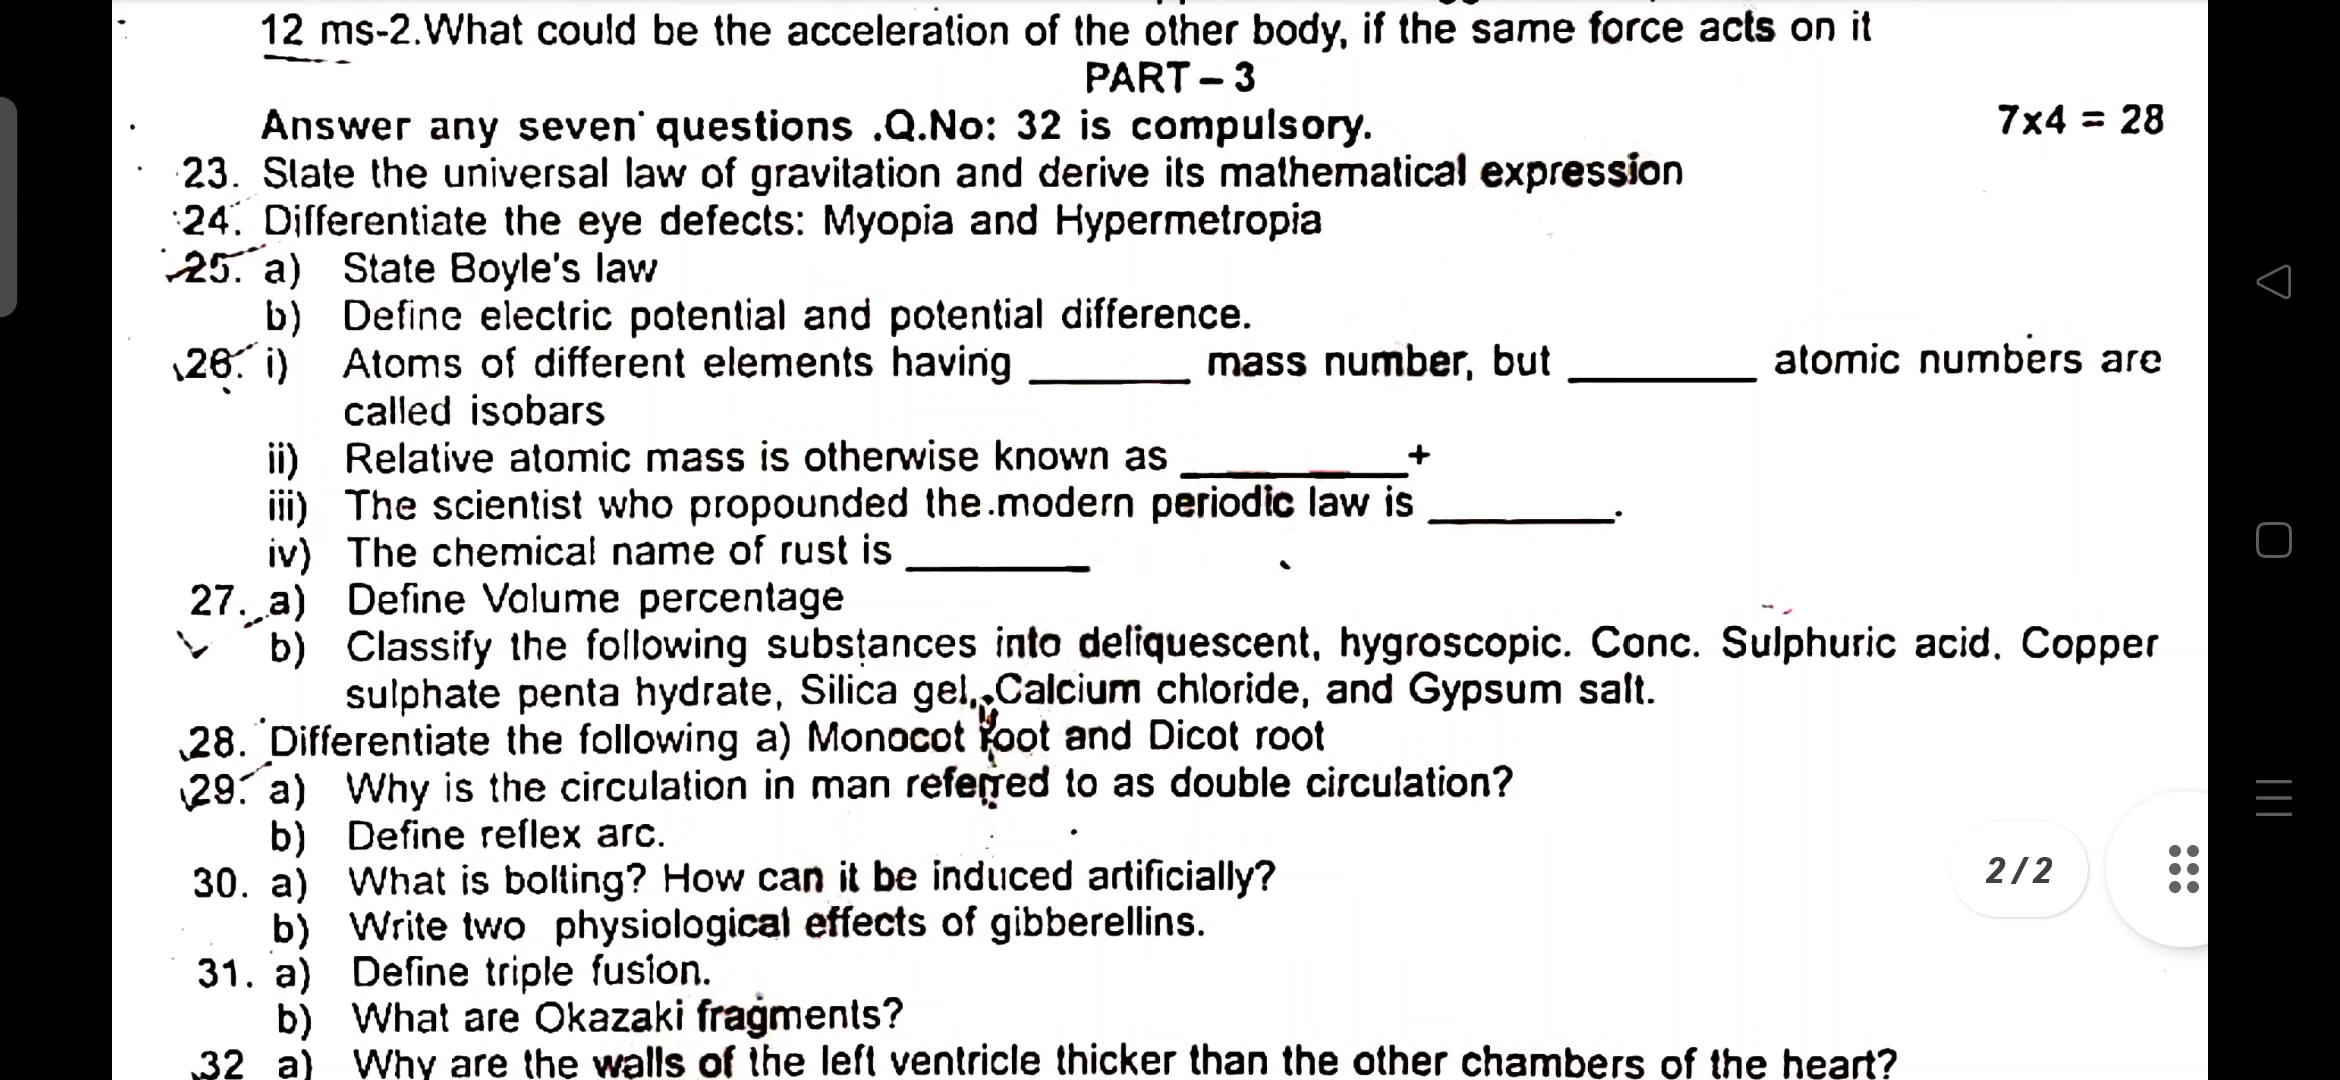 12 ms-2.What could be the acceleration of the other body, if the same force acts on it
PART – 3
Answer any seven questions .Q.No: 32 is compulsory. 7x4 = 28
23. State the universal law of gravitation and derive its mathematical expression
24. Differentiate the eye defects: Myopia and Hypermetropia
25. a) State Boyle's law
b) Define electric potential and potential difference.
26. i) Atoms of different elements having ________ mass number, but ________ atomic numbers are
called isobars
ii) Relative atomic mass is otherwise known as ________+
iii) The scientist who propounded the.modern periodic law is ________.
iv) The chemical name of rust is ________
27. a) Define Volume percentage
b) Classify the following substances into deliquescent, hygroscopic. Conc. Sulphuric acid. Copper
sulphate penta hydrate, Silica gel, Calcium chloride, and Gypsum salt.
28. Differentiate the following a) Monocot Root and Dicot root
29. a) Why is the circulation in man referred to as double circulation?
b) Define reflex arc.
30. a) What is bolting? How can it be induced artificially?
b) Write two physiological effects of gibberellins.
2/2
31. a) Define triple fusion.
b) What are Okazaki fragments?
32 a) Why are the walls of the left ventricle thicker than the other chambers of the heart?